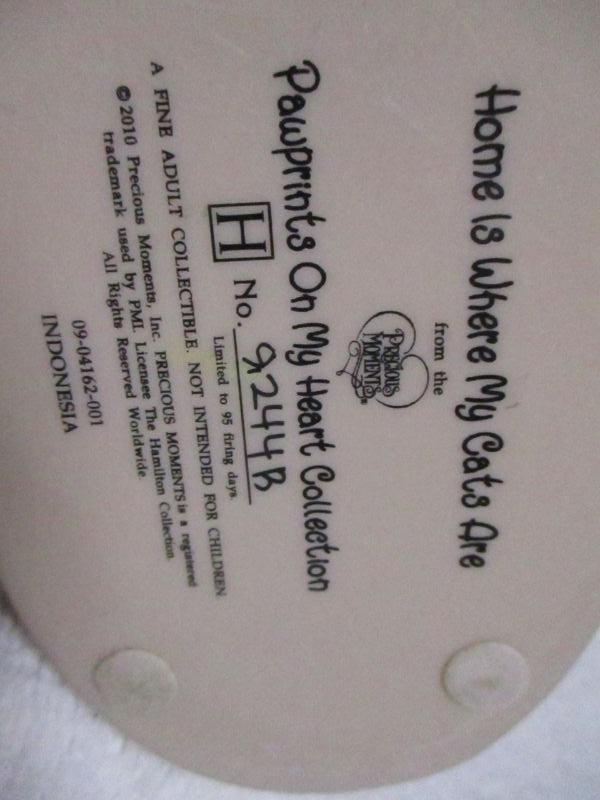 Home Is Where My Cats Are
from the
PRECIOUS
MOMENTS®
Pawprints On My Heart Collection
H No. 9244B
Limited to 95 firing days.
A FINE ADULT COLLECTIBLE. NOT INTENDED FOR CHILDREN.
© 2010 Precious Moments, Inc. PRECIOUS MOMENTS is a registered
trademark used by PMI. Licensee The Hamilton Collection.
All Rights Reserved Worldwide.
09-04162-001
INDONESIA